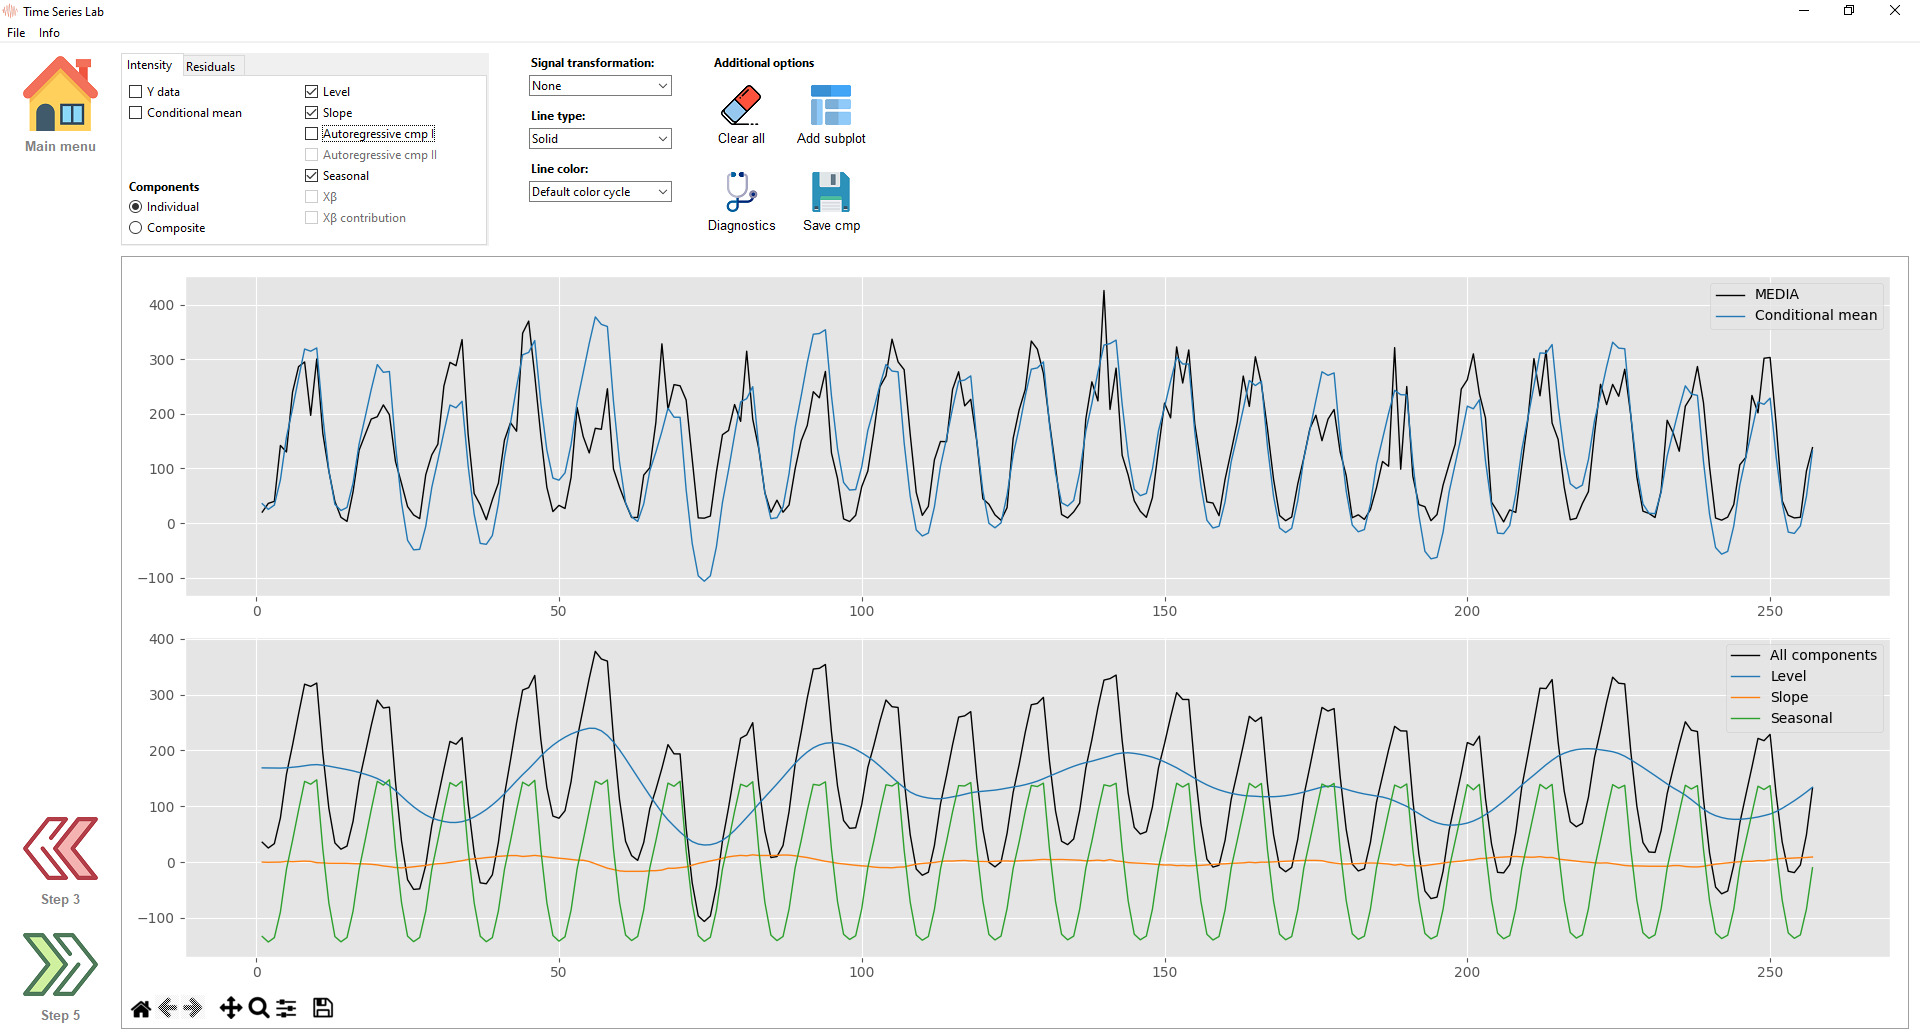 Time Series Lab
File Info
Main menu
Intensity Residuals
Y data
Conditional mean
Components
Individual
Composite
Level
Slope
Autoregressive cmp I
Autoregressive cmp II
Seasonal
Xβ
Xβ contribution
Signal transformation:
None
Line type:
Solid
Line color:
Default color cycle
Additional options
Clear all Add subplot
Diagnostics Save cmp
MEDIA
Conditional mean
400
300
200
100
0
−100
0 50 100 150 200 250
All components
Level
Slope
Seasonal
400
300
200
100
0
−100
0 50 100 150 200 250
Step 3
Step 5